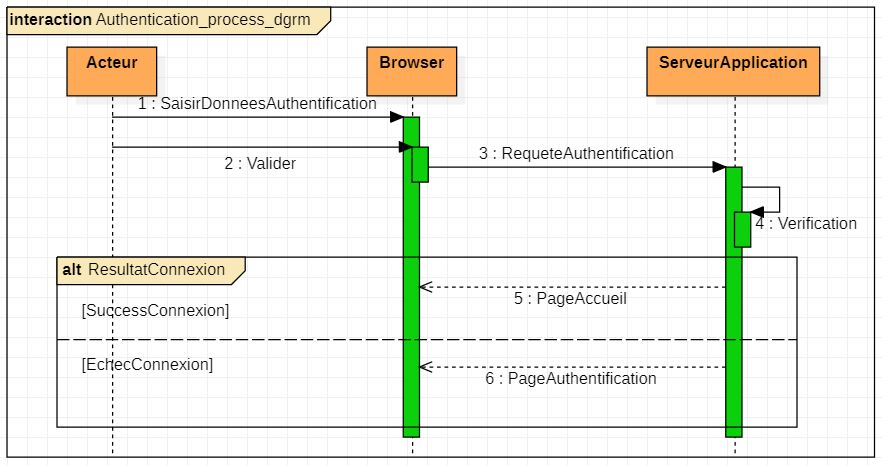 interaction Authentication_process_dgrm
Acteur
Browser
ServeurApplication
1 : SaisirDonneesAuthentification
2 : Valider
3 : RequeteAuthentification
4 : Verification
alt ResultatConnexion
5 : PageAccueil
[SuccessConnexion]
[EchecConnexion]
6 : PageAuthentification